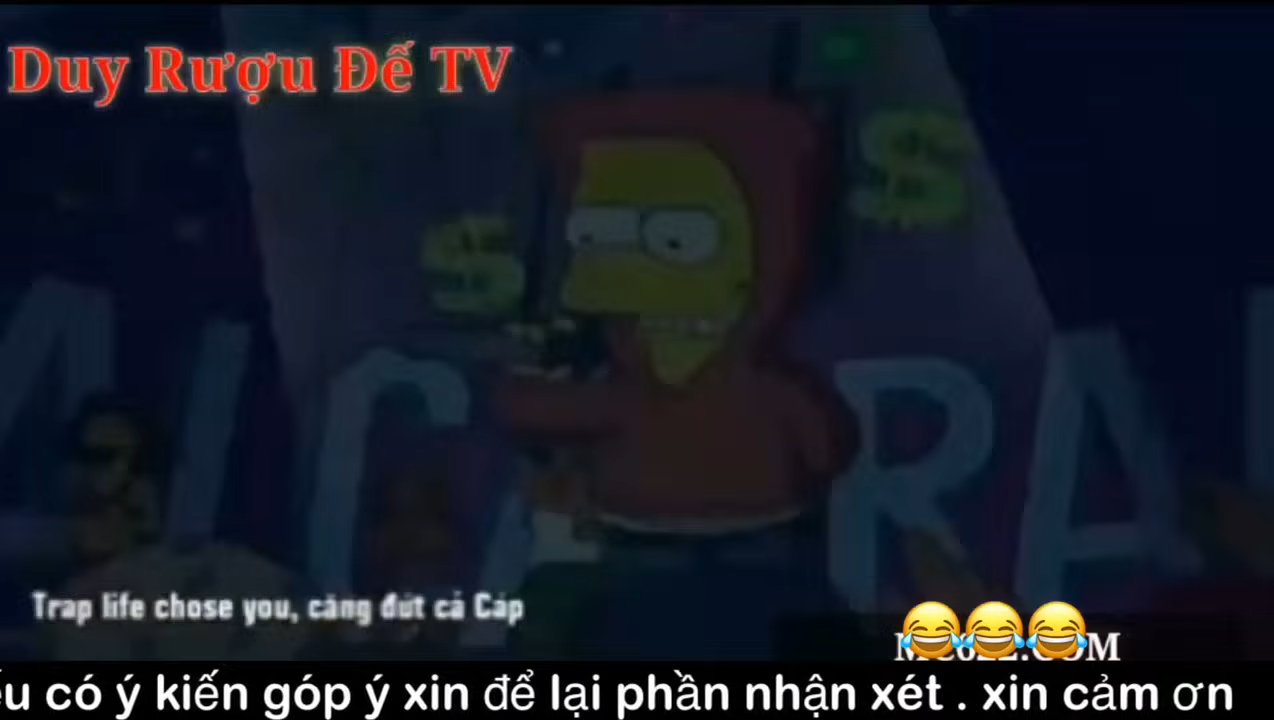 Duy Rượu Đế TV
Trap life chose you, căng đứt cả Cáp
có ý kiến góp ý xin để lại phần nhận xét . xin cảm ơn